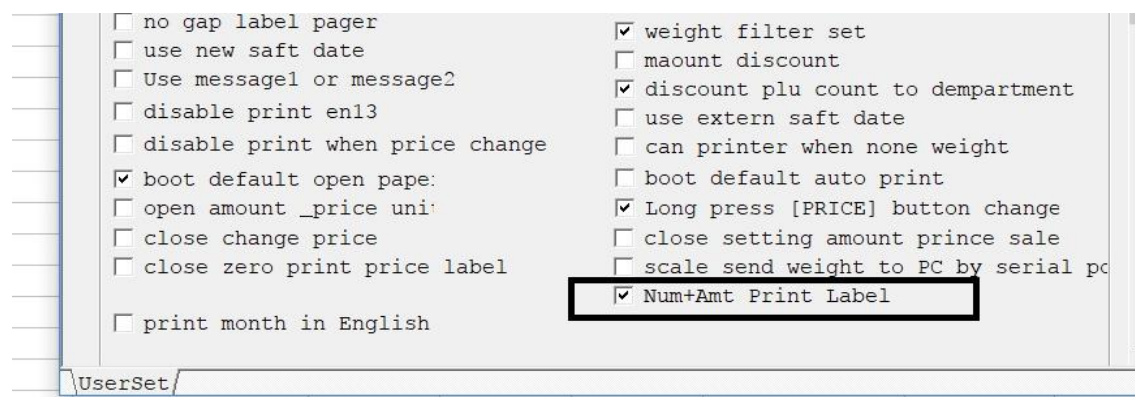 no gap label pager
use new saft date
Use message1 or message2
disable print en13
disable print when price change
boot default open pape
open amount _price uni
close change price
close zero print price label
print month in English
weight filter set
maount discount
discount plu count to dempartment
use extern saft date
can printer when none weight
boot default auto print
Long press [PRICE] button change
close setting amount prince sale
scale send weight to PC by serial po
Num+Amt Print Label
UserSet